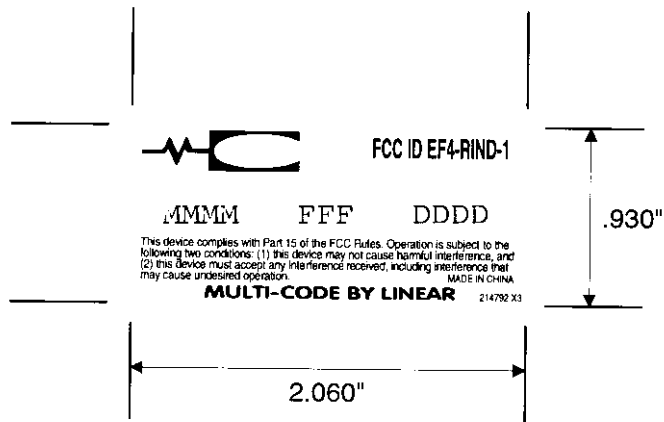 FCC ID EF4-RIND-1
MMMM FFF DDDD
.930"
This device complies with Part 15 of the FCC Rules. Operation is subject to the
following two conditions: (1) this device may not cause harmful interference, and
(2) this device must accept any interference received, including interference that
may cause undesired operation. MADE IN CHINA
MULTI-CODE BY LINEAR 214792 X3
2.060"